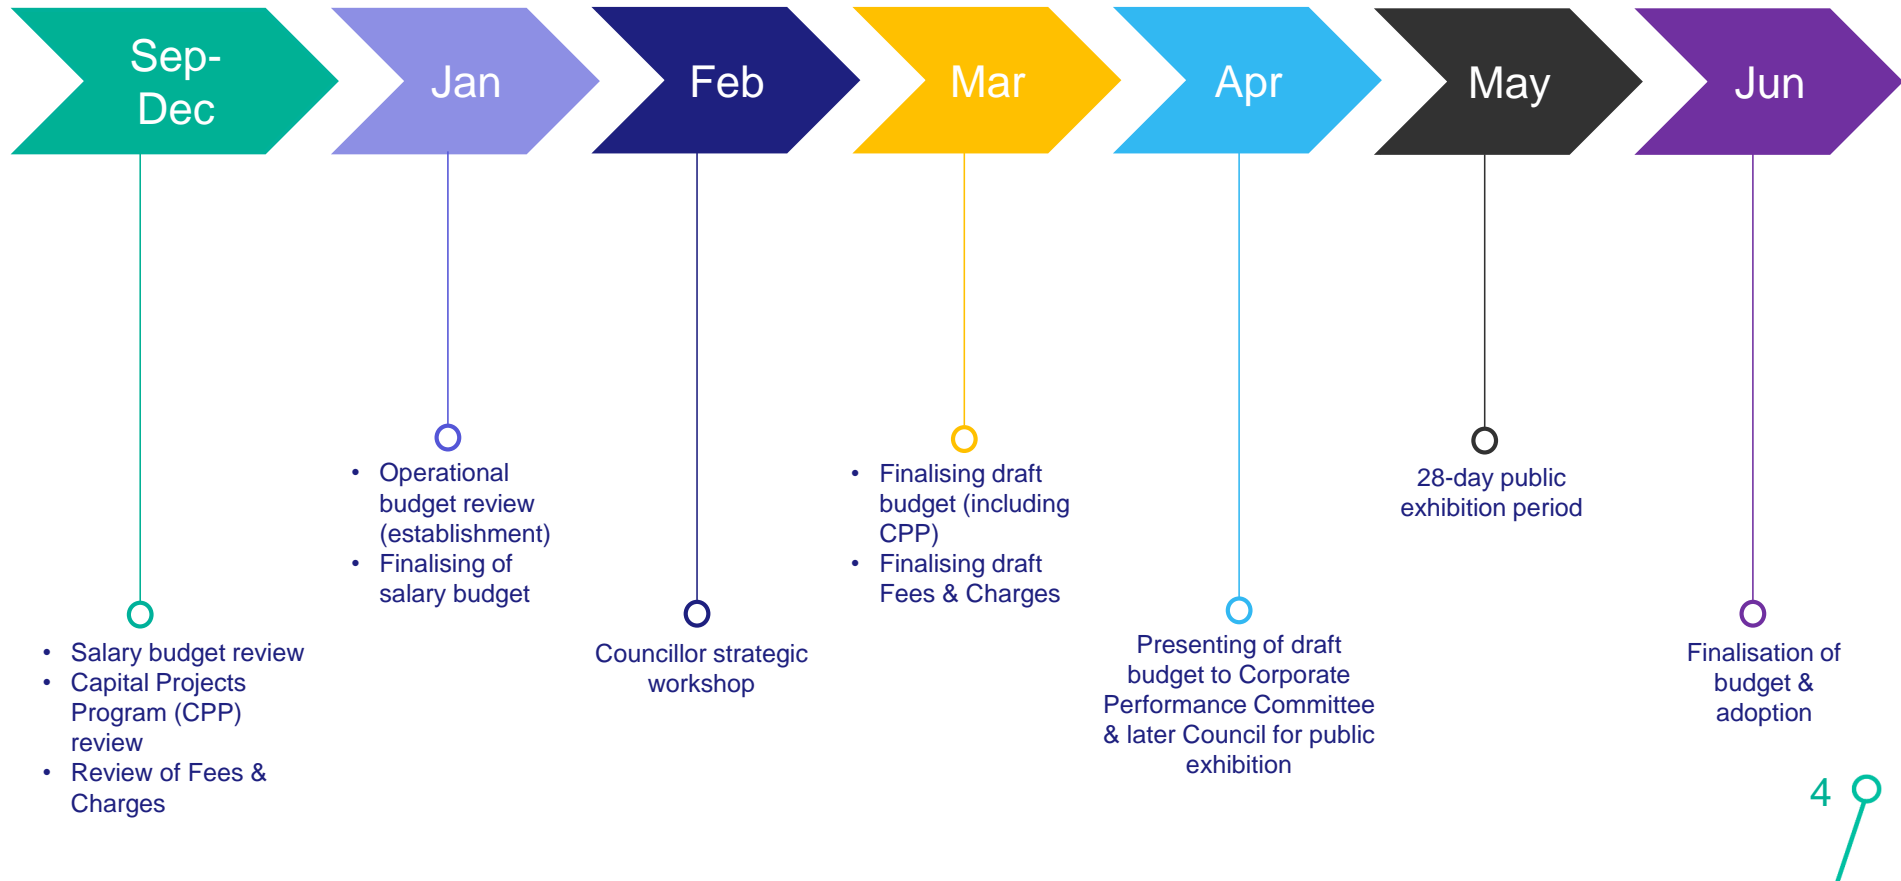 Sep-
Dec
Jan
Feb
Mar
Apr
May
Jun
• Salary budget review
• Capital Projects
Program (CPP)
review
• Review of Fees &
Charges
• Operational
budget review
(establishment)
• Finalising of
salary budget
Councillor strategic
workshop
• Finalising draft
budget (including
CPP)
• Finalising draft
Fees & Charges
Presenting of draft
budget to Corporate
Performance Committee
& later Council for public
exhibition
28-day public
exhibition period
Finalisation of
budget &
adoption
4